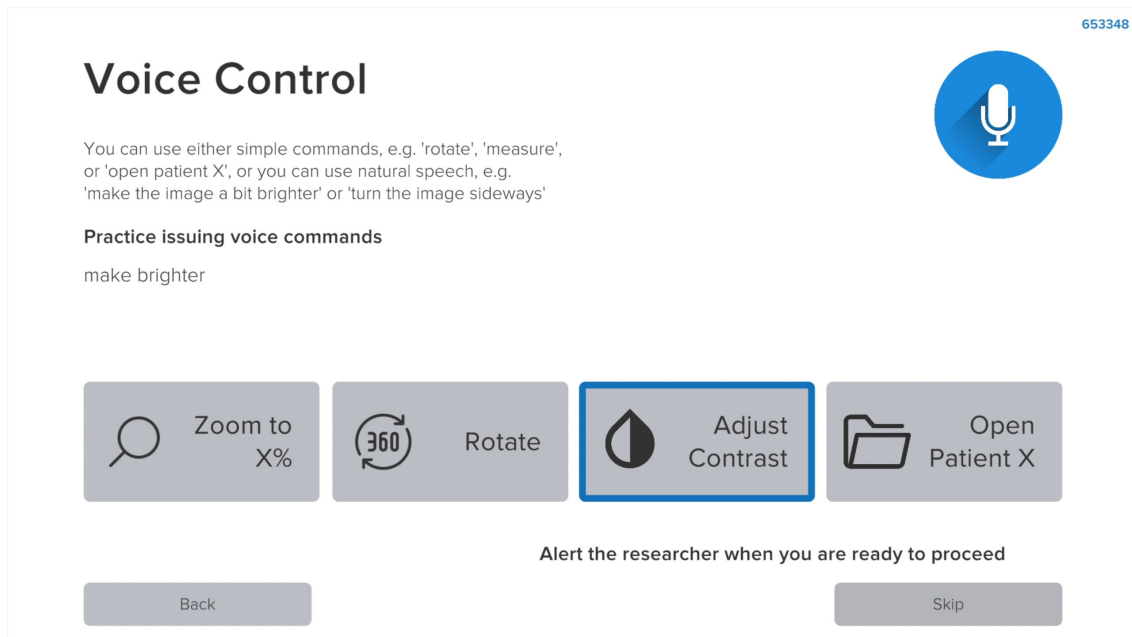 653348
Voice Control
You can use either simple commands, e.g. 'rotate', 'measure',
or 'open patient X', or you can use natural speech, e.g.
'make the image a bit brighter' or 'turn the image sideways'
Practice issuing voice commands
make brighter
Zoom to
X%
360
Rotate
Adjust
Contrast
Open
Patient X
Alert the researcher when you are ready to proceed
Back
Skip